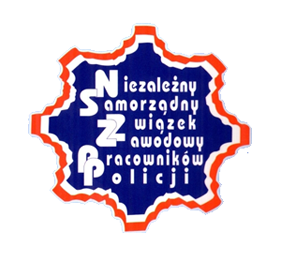 Niezależny
Samorządny
Związek
Zawodowy
Pracowników
Policji